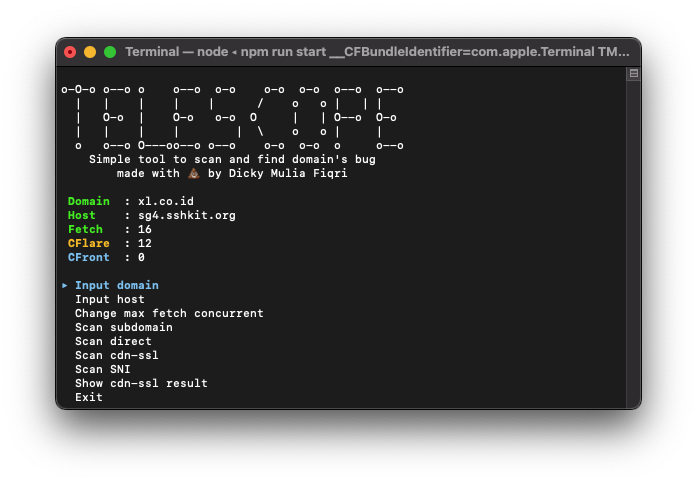 Terminal — node ◂ npm run start __CFBundleIdentifier=com.apple.Terminal TM...
Simple tool to scan and find domain's bug
made with 💩 by Dicky Mulia Fiqri
Domain : xl.co.id
Host : sg4.sshkit.org
Fetch : 16
CFlare : 12
CFront : 0
▸ Input domain
Input host
Change max fetch concurrent
Scan subdomain
Scan direct
Scan cdn-ssl
Scan SNI
Show cdn-ssl result
Exit